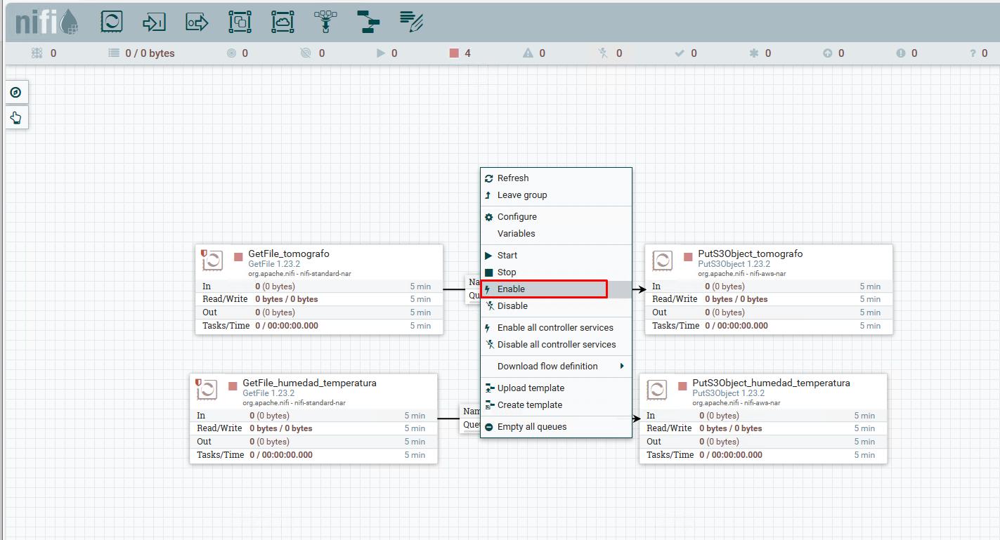 nifi
0
0 / 0 bytes
0
0
0
4
0
0
0
0
0
0
? 0
Refresh
Leave group
Configure
Variables
Start
Stop
Enable
Disable
Enable all controller services
Disable all controller services
Download flow definition
Upload template
Create template
Empty all queues
GetFile_tomografo
GetFile 1.23.2
org.apache.nifi - nifi-standard-nar
In 0 (0 bytes) 5 min
Read/Write 0 bytes / 0 bytes 5 min
Out 0 (0 bytes) 5 min
Tasks/Time 0 / 00:00:00.000 5 min
Na
Qu
PutS3Object_tomografo
PutS3Object 1.23.2
org.apache.nifi - nifi-aws-nar
In 0 (0 bytes) 5 min
Read/Write 0 bytes / 0 bytes 5 min
Out 0 (0 bytes) 5 min
Tasks/Time 0 / 00:00:00.000 5 min
GetFile_humedad_temperatura
GetFile 1.23.2
org.apache.nifi - nifi-standard-nar
In 0 (0 bytes) 5 min
Read/Write 0 bytes / 0 bytes 5 min
Out 0 (0 bytes) 5 min
Tasks/Time 0 / 00:00:00.000 5 min
Nam
Queu
PutS3Object_humedad_temperatura
PutS3Object 1.23.2
org.apache.nifi - nifi-aws-nar
In 0 (0 bytes) 5 min
Read/Write 0 bytes / 0 bytes 5 min
Out 0 (0 bytes) 5 min
Tasks/Time 0 / 00:00:00.000 5 min